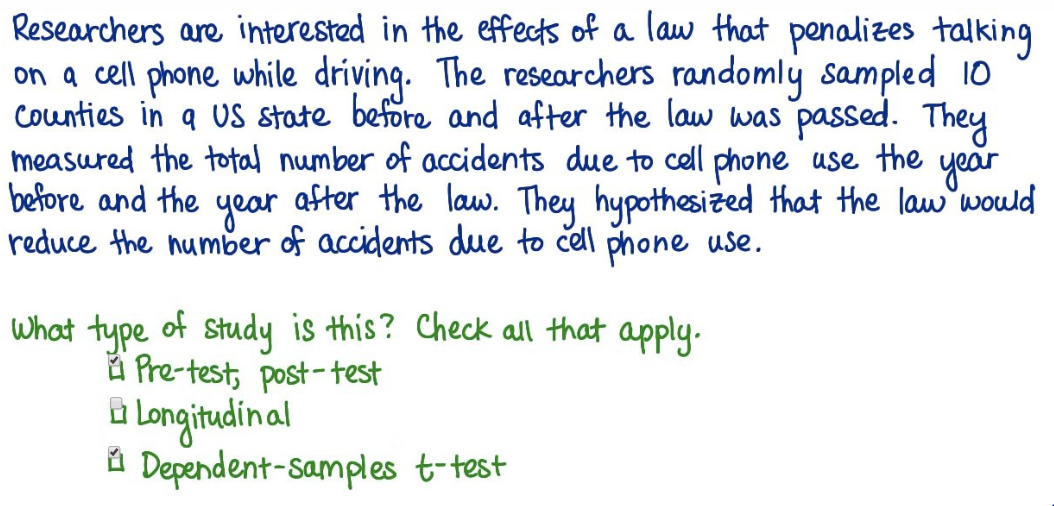 Researchers are interested in the effects of a law that penalizes talking
on a cell phone while driving. The researchers randomly sampled 10
Counties in a US state before and after the law was passed. They
measured the total number of accidents due to cell phone use the year
before and the year after the law. They hypothesized that the law would
reduce the number of accidents due to cell phone use.
What type of study is this? Check all that apply.
Pre-test, post-test
Longitudinal
Dependent-samples t-test